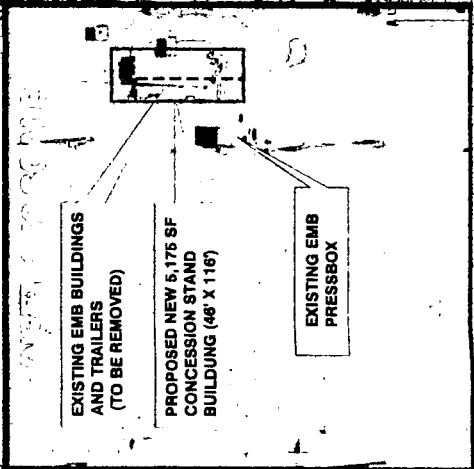 EXISTING EMB BUILDINGS
AND TRAILERS
(TO BE REMOVED)
PROPOSED NEW 5,175 SF
CONCESSION STAND
BUILDUNG (46' X 116')
EXISTING EMB
PRESSBOX